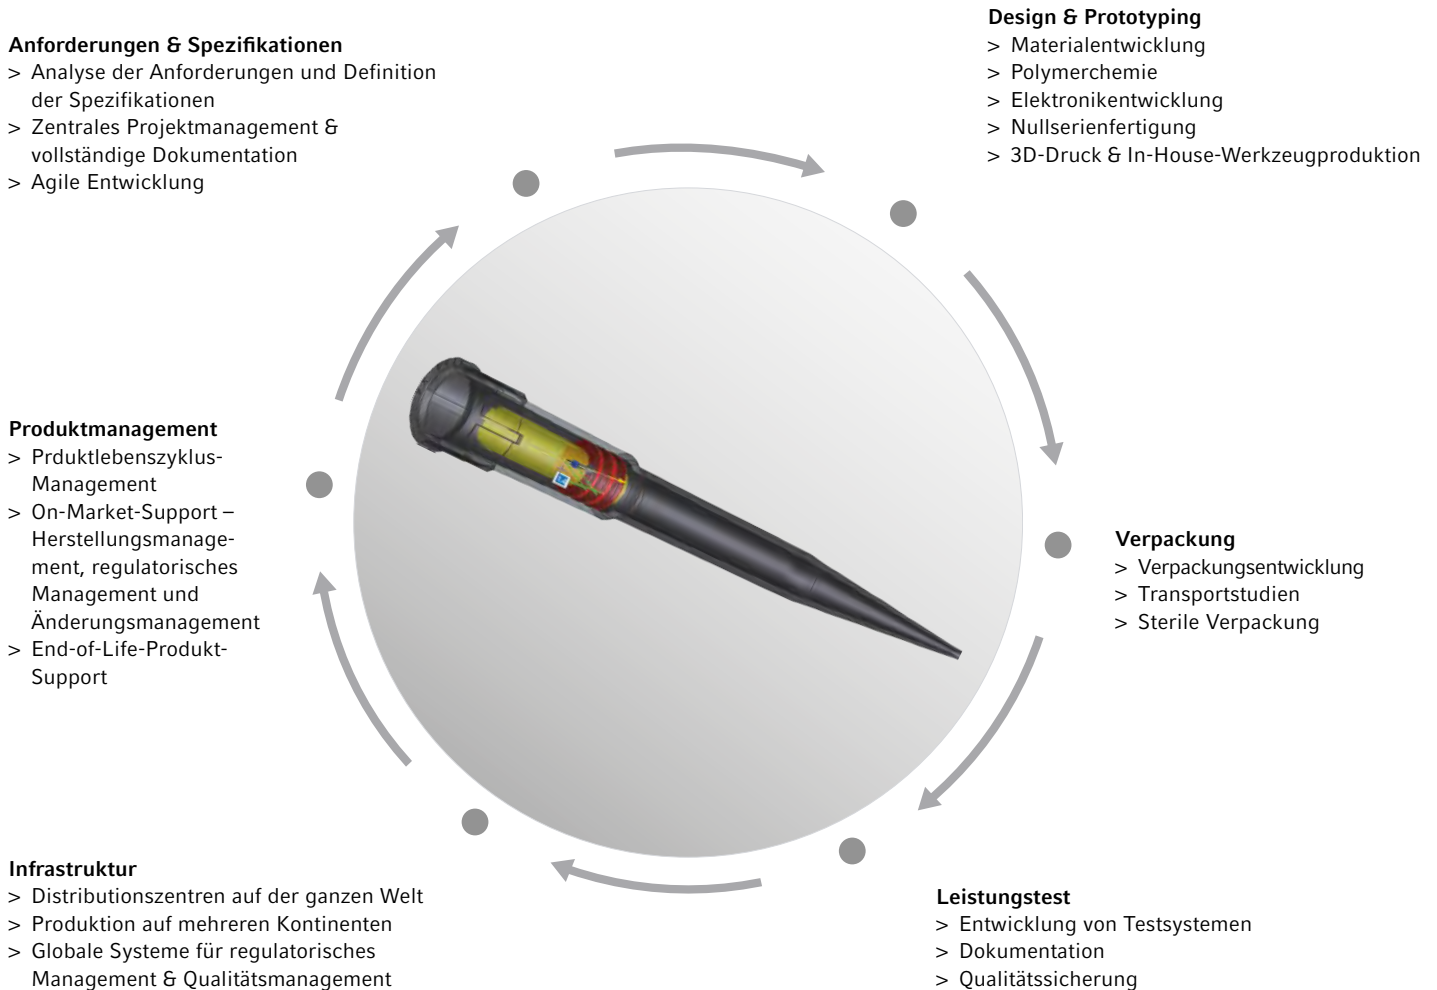 Anforderungen & Spezifikationen
> Analyse der Anforderungen und Definition
der Spezifikationen
> Zentrales Projektmanagement &
vollständige Dokumentation
> Agile Entwicklung
Design & Prototyping
> Materialentwicklung
> Polymerchemie
> Elektronikentwicklung
> Nullserienfertigung
> 3D-Druck & In-House-Werkzeugproduktion
Verpackung
> Verpackungsentwicklung
> Transportstudien
> Sterile Verpackung
Leistungstest
> Entwicklung von Testsystemen
> Dokumentation
> Qualitätssicherung
Infrastruktur
> Distributionszentren auf der ganzen Welt
> Produktion auf mehreren Kontinenten
> Globale Systeme für regulatorisches
Management & Qualitätsmanagement
Produktmanagement
> Prduktlebenszyklus-
Management
> On-Market-Support –
Herstellungsmanage-
ment, regulatorisches
Management und
Änderungsmanagement
> End-of-Life-Produkt-
Support